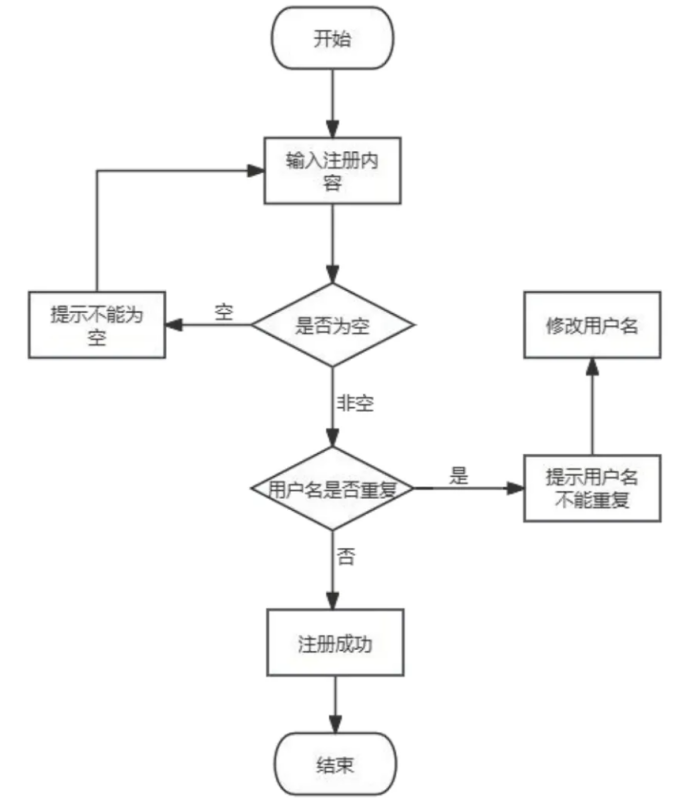 开始
输入注册内
容
提示不能为
空
空
是否为空
修改用户名
非空
用户名是否重复
是
提示用户名
不能重复
否
注册成功
结束